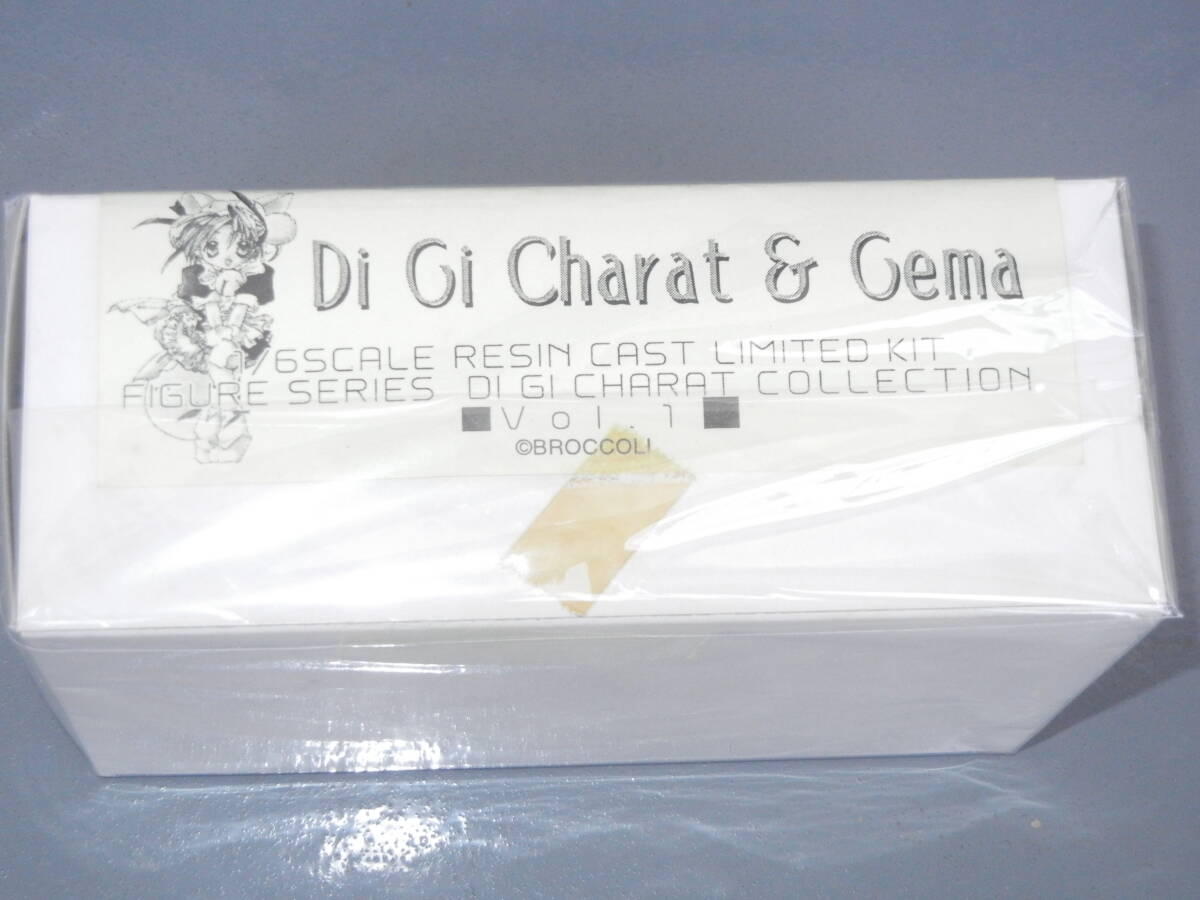 Di Gi Charat & Gema
1/6SCALE RESIN CAST LIMITED KIT
FIGURE SERIES DI GI CHARAT COLLECTION
■Vol.1■
©BROCCOLI